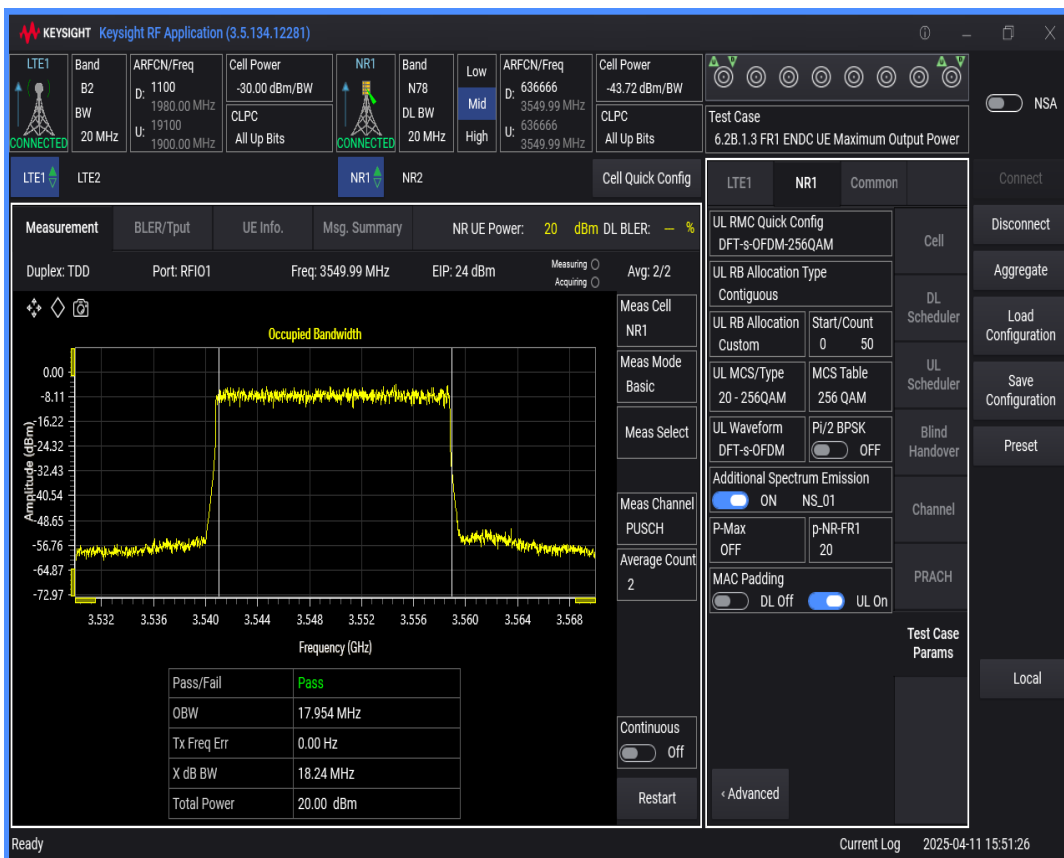 KEYSIGHT Keysight RF Application (3.5.134.12281)
LTE1
CONNECTED
Band
B2
BW
20 MHz
ARFCN/Freq
D: 1100
1980.00 MHz
U: 19100
1900.00 MHz
Cell Power
-30.00 dBm/BW
CLPC
All Up Bits
NR1
CONNECTED
Band
N78
DL BW
20 MHz
Low
Mid
High
ARFCN/Freq
D: 636666
3549.99 MHz
U: 636666
3549.99 MHz
Cell Power
-43.72 dBm/BW
CLPC
All Up Bits
Test Case
6.2B.1.3 FR1 ENDC UE Maximum Output Power
NSA
LTE1 LTE2 NR1 NR2 Cell Quick Config
Measurement BLER/Tput UE Info. Msg. Summary NR UE Power: 20 dBm DL BLER: -- %
Duplex: TDD Port: RFIO1 Freq: 3549.99 MHz EIP: 24 dBm Measuring Acquiring Avg: 2/2
Occupied Bandwidth
Amplitude (dBm)
0.00
-8.11
-16.22
-24.32
-32.43
-40.54
-48.65
-56.76
-64.87
-72.97
3.532 3.536 3.540 3.544 3.548 3.552 3.556 3.560 3.564 3.568
Frequency (GHz)
Pass/Fail Pass
OBW 17.954 MHz
Tx Freq Err 0.00 Hz
X dB BW 18.24 MHz
Total Power 20.00 dBm
Meas Cell
NR1
Meas Mode
Basic
Meas Select
Meas Channel
PUSCH
Average Count
2
Continuous
Off
Restart
LTE1 NR1 Common
UL RMC Quick Config
DFT-s-OFDM-256QAM
UL RB Allocation Type
Contiguous
UL RB Allocation
Custom
Start/Count
0 50
UL MCS/Type
20 - 256QAM
MCS Table
256 QAM
UL Waveform
DFT-s-OFDM
Pi/2 BPSK
OFF
Additional Spectrum Emission
ON NS_01
P-Max
OFF
p-NR-FR1
20
MAC Padding
DL Off UL On
‹ Advanced
Cell
DL
Scheduler
UL
Scheduler
Blind
Handover
Channel
PRACH
Test Case
Params
Connect
Disconnect
Aggregate
Load
Configuration
Save
Configuration
Preset
Local
Ready Current Log 2025-04-11 15:51:26